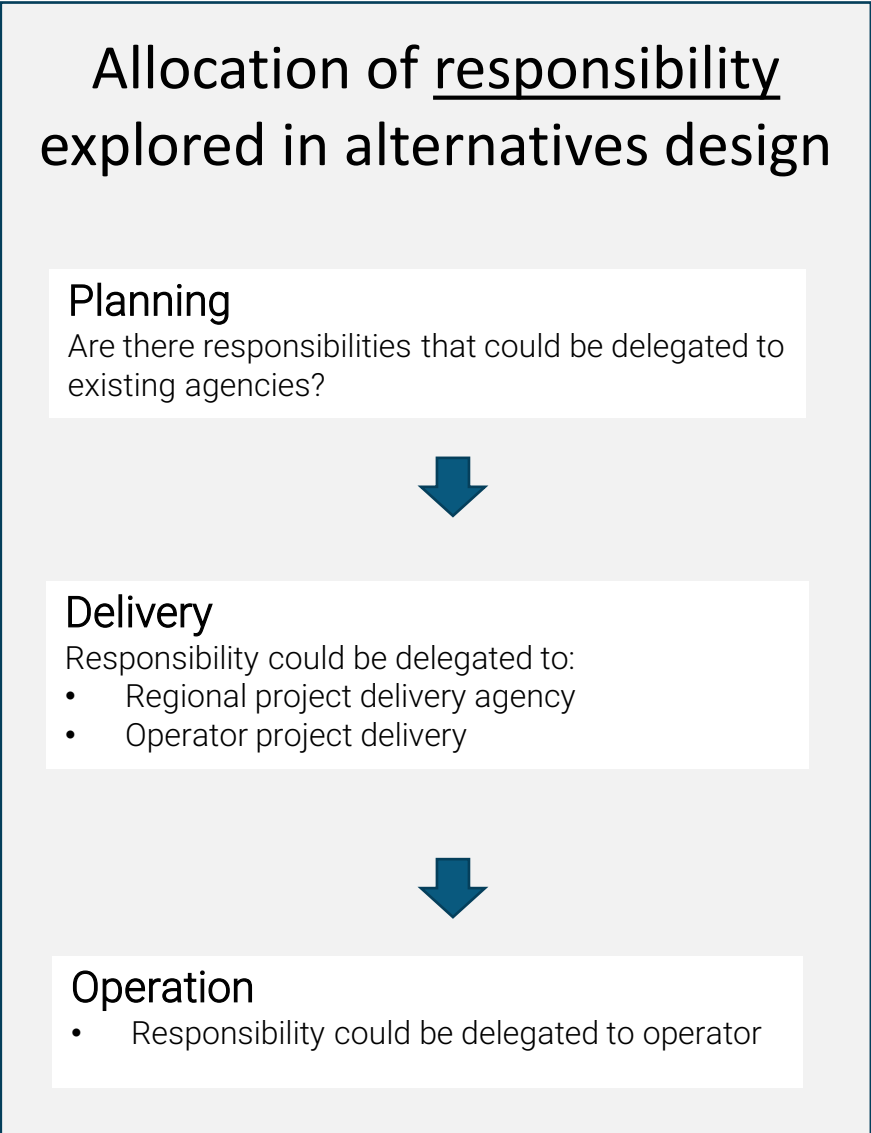 Allocation of responsibility
explored in alternatives design
Planning
Are there responsibilities that could be delegated to
existing agencies?
Delivery
Responsibility could be delegated to:
• Regional project delivery agency
• Operator project delivery
Operation
• Responsibility could be delegated to operator